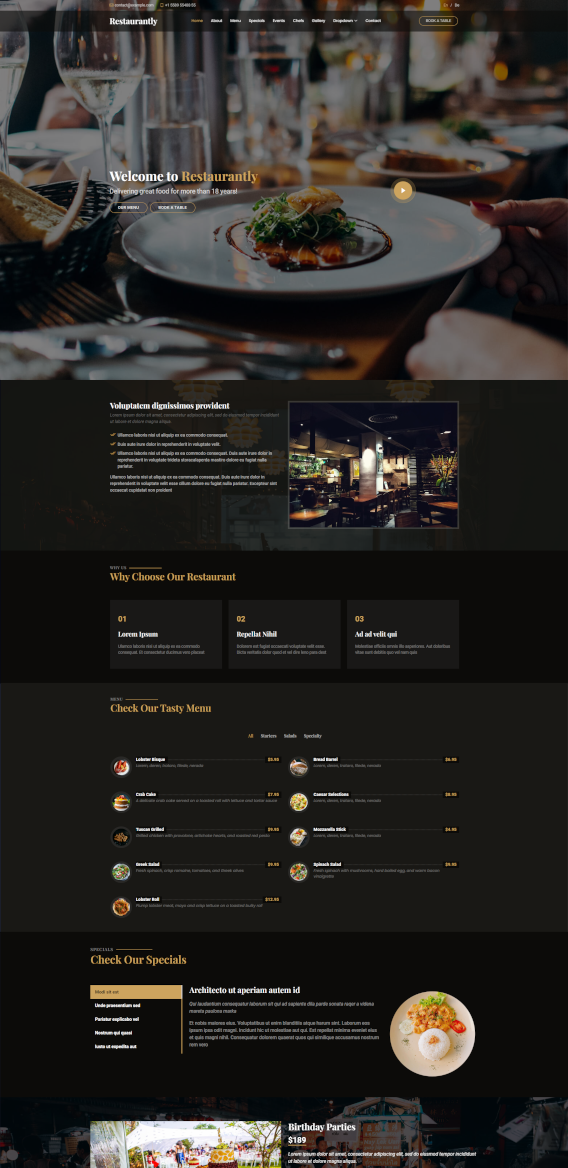 contact@example.com +1 5589 55488 55
En / De
Restaurantly Home About Menu Specials Events Chefs Gallery Dropdown Contact BOOK A TABLE
Welcome to Restaurantly
Delivering great food for more than 18 years!
OUR MENU BOOK A TABLE
Voluptatem dignissimos provident
Lorem ipsum dolor sit amet, consectetur adipiscing elit, sed do eiusmod tempor incididunt
ut labore et dolore magna aliqua.
Ullamco laboris nisi ut aliquip ex ea commodo consequat.
Duis aute irure dolor in reprehenderit in voluptate velit.
Ullamco laboris nisi ut aliquip ex ea commodo consequat. Duis aute irure dolor in
reprehenderit in voluptate trideta storacalaperda mastiro dolore eu fugiat nulla
pariatur.
Ullamco laboris nisi ut aliquip ex ea commodo consequat. Duis aute irure dolor in
reprehenderit in voluptate velit esse cillum dolore eu fugiat nulla pariatur. Excepteur sint
occaecat cupidatat non proident
WHY US
Why Choose Our Restaurant
01
Lorem Ipsum
Ullamco laboris nisi ut aliquip ex ea commodo
consequat. Et consectetur ducimus vero placeat
02
Repellat Nihil
Dolorem est fugiat occaecati voluptate velit esse.
Dicta veritatis dolor quod et vel dire leno para dest
03
Ad ad velit qui
Molestiae officiis omnis illo asperiores. Aut doloribus
vitae sunt debitis quo vel nam quis
MENU
Check Our Tasty Menu
All Starters Salads Specialty
Lobster Bisque $5.95
Lorem, deren, trataro, filede, nerada
Bread Barrel $6.95
Lorem, deren, trataro, filede, nerada
Crab Cake $7.95
A delicate crab cake served on a toasted roll with lettuce and tartar sauce
Caesar Selections $8.95
Lorem, deren, trataro, filede, nerada
Tuscan Grilled $9.95
Grilled chicken with provolone, artichoke hearts, and roasted red pesto
Mozzarella Stick $4.95
Lorem, deren, trataro, filede, nerada
Greek Salad $9.95
Fresh spinach, crisp romaine, tomatoes, and Greek olives
Spinach Salad $9.95
Fresh spinach with mushrooms, hard boiled egg, and warm bacon
vinaigrette
Lobster Roll $12.95
Plump lobster meat, mayo and crisp lettuce on a toasted bulky roll
SPECIALS
Check Our Specials
Modi sit est
Unde praesentium sed
Pariatur explicabo vel
Nostrum qui quasi
Iusto ut expedita aut
Architecto ut aperiam autem id
Qui laudantium consequatur laborum sit qui ad sapiente dila parde sonata raqer a videna
mareta paulona marka
Et nobis maiores eius. Voluptatibus ut enim blanditiis atque harum sint. Laborum eos
ipsum ipsa odit magni. Incidunt hic ut molestiae aut qui. Est repellat minima eveniet eius
et quis magni nihil. Consequatur dolorem quaerat quos qui similique accusamus nostrum
rem vero
Birthday Parties
$189
Lorem ipsum dolor sit amet, consectetur adipiscing elit, sed do eiusmod tempor incididunt
ut labore et dolore magna aliqua.